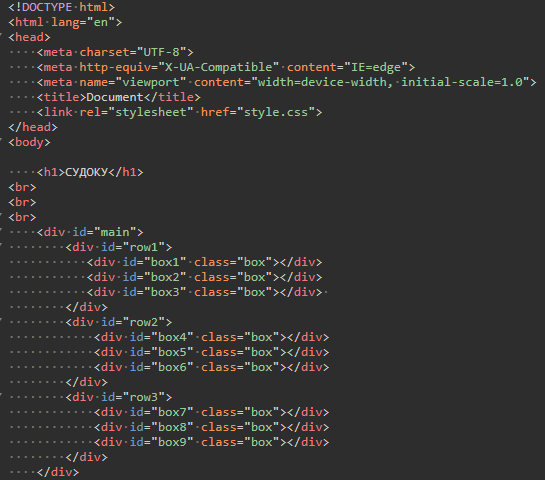 <!DOCTYPE html>
<html lang="en">
<head>
    <meta charset="UTF-8">
    <meta http-equiv="X-UA-Compatible" content="IE=edge">
    <meta name="viewport" content="width=device-width, initial-scale=1.0">
    <title>Document</title>
    <link rel="stylesheet" href="style.css">
</head>
<body>

    <h1>СУДОКУ</h1>
<br>
<br>
<br>
    <div id="main">
        <div id="row1">
           <div id="box1" class="box"></div>
           <div id="box2" class="box"></div>
           <div id="box3" class="box"></div>
        </div>
        <div id="row2">
            <div id="box4" class="box"></div>
            <div id="box5" class="box"></div>
            <div id="box6" class="box"></div>
        </div>
        <div id="row3">
            <div id="box7" class="box"></div>
            <div id="box8" class="box"></div>
            <div id="box9" class="box"></div>
        </div>
    </div>